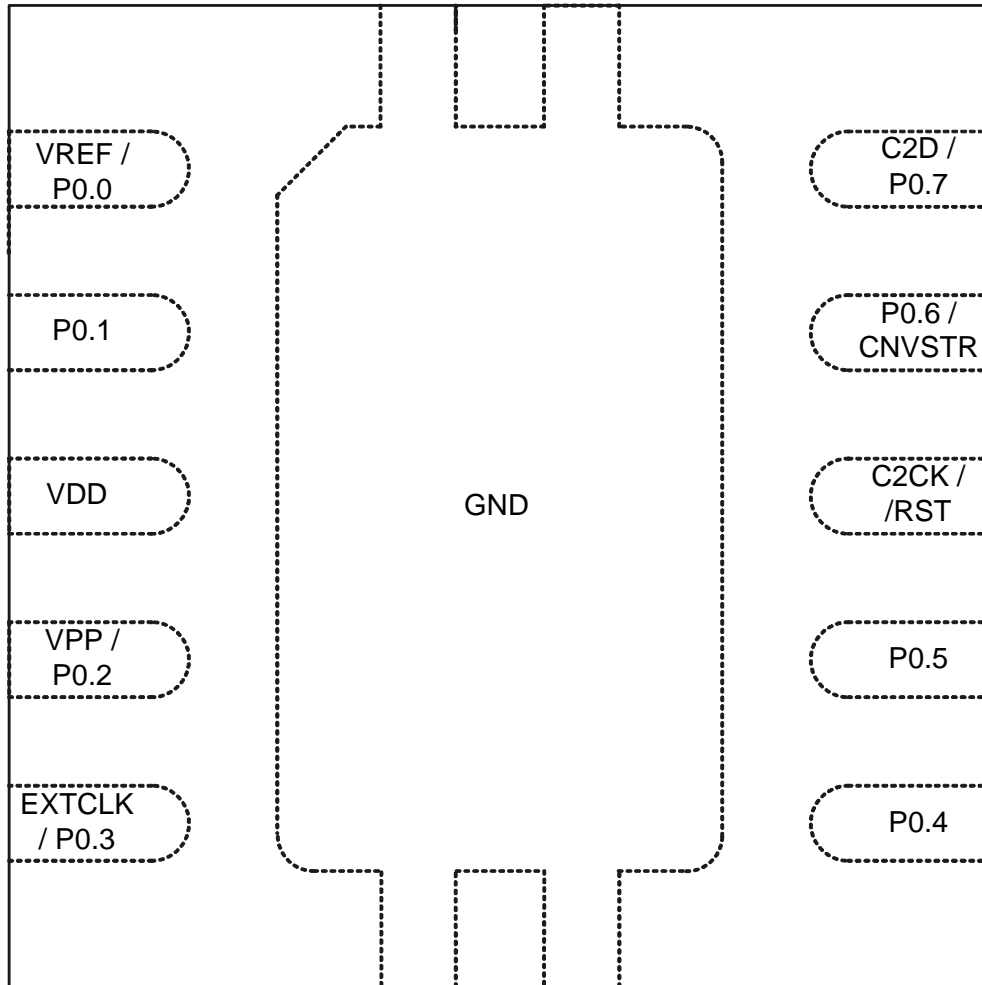 VREF /
P0.0
P0.1
VDD
VPP /
P0.2
EXTCLK
/ P0.3
GND
C2D /
P0.7
P0.6 /
CNVSTR
C2CK /
/RST
P0.5
P0.4